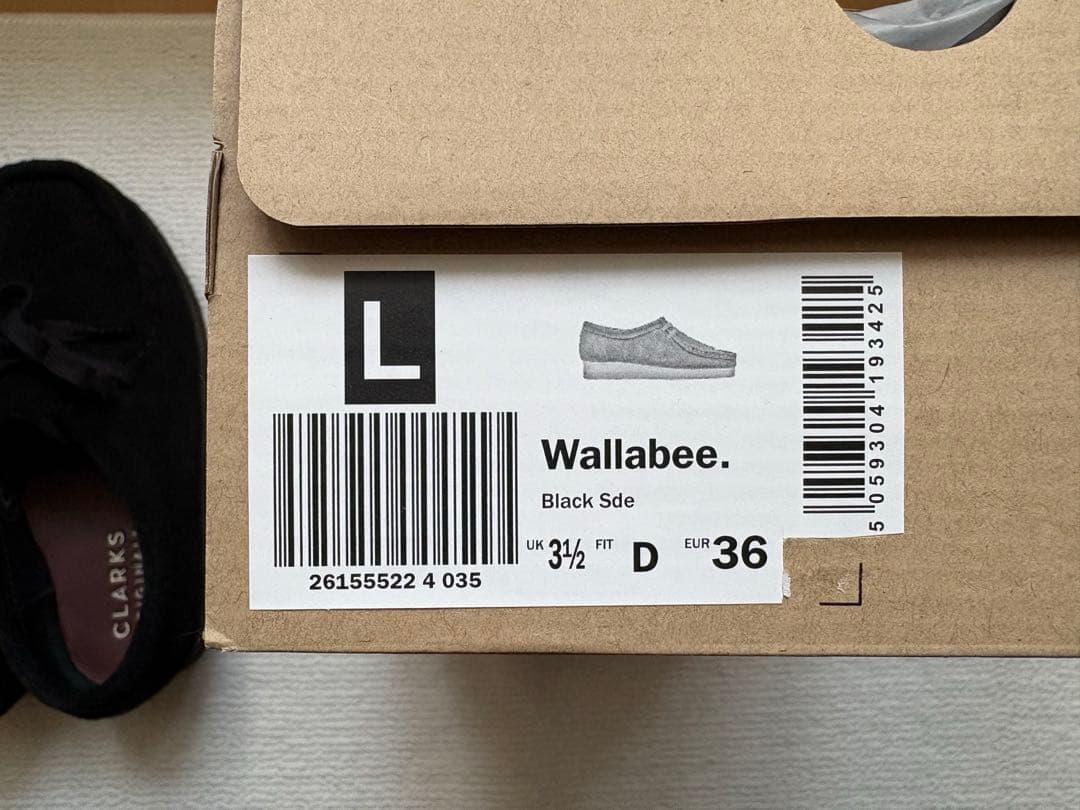 L
Wallabee.
Black Sde
UK 3½ FIT D EUR 36
26155522 4 035
5 059304 193425
CLARKS